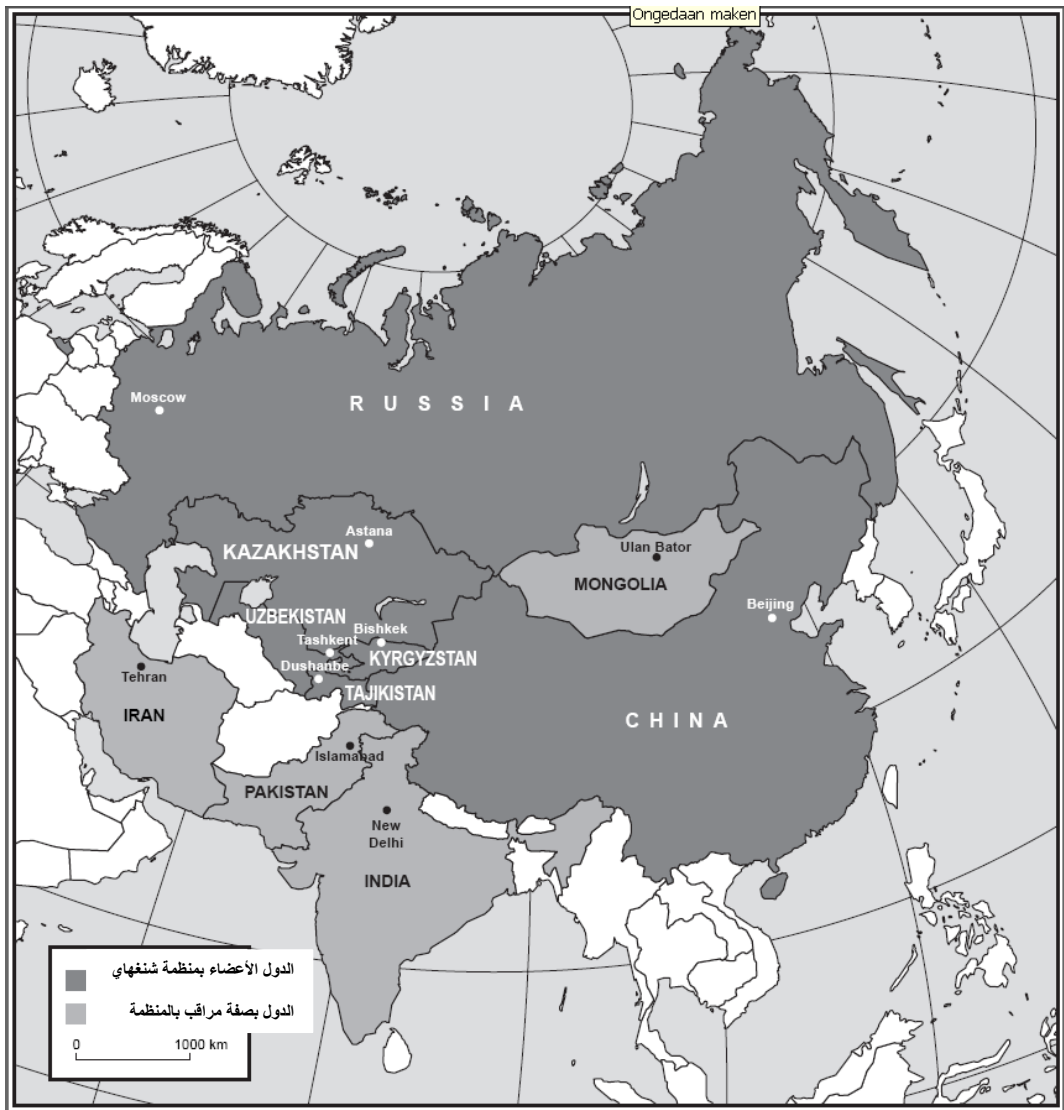 Ongedaan maken
Moscow
R U S S I A
Astana
KAZAKHSTAN
Ulan Bator
MONGOLIA
Beijing
UZBEKISTAN
Bishkek
Tashkent
KYRGYZSTAN
Dushanbe
TAJIKISTAN
Tehran
IRAN
C H I N A
Islamabad
PAKISTAN
New
Delhi
INDIA
الدول الأعضاء بمنظمة شنغهاي
الدول بصفة مراقب بالمنظمة
0 1000 km